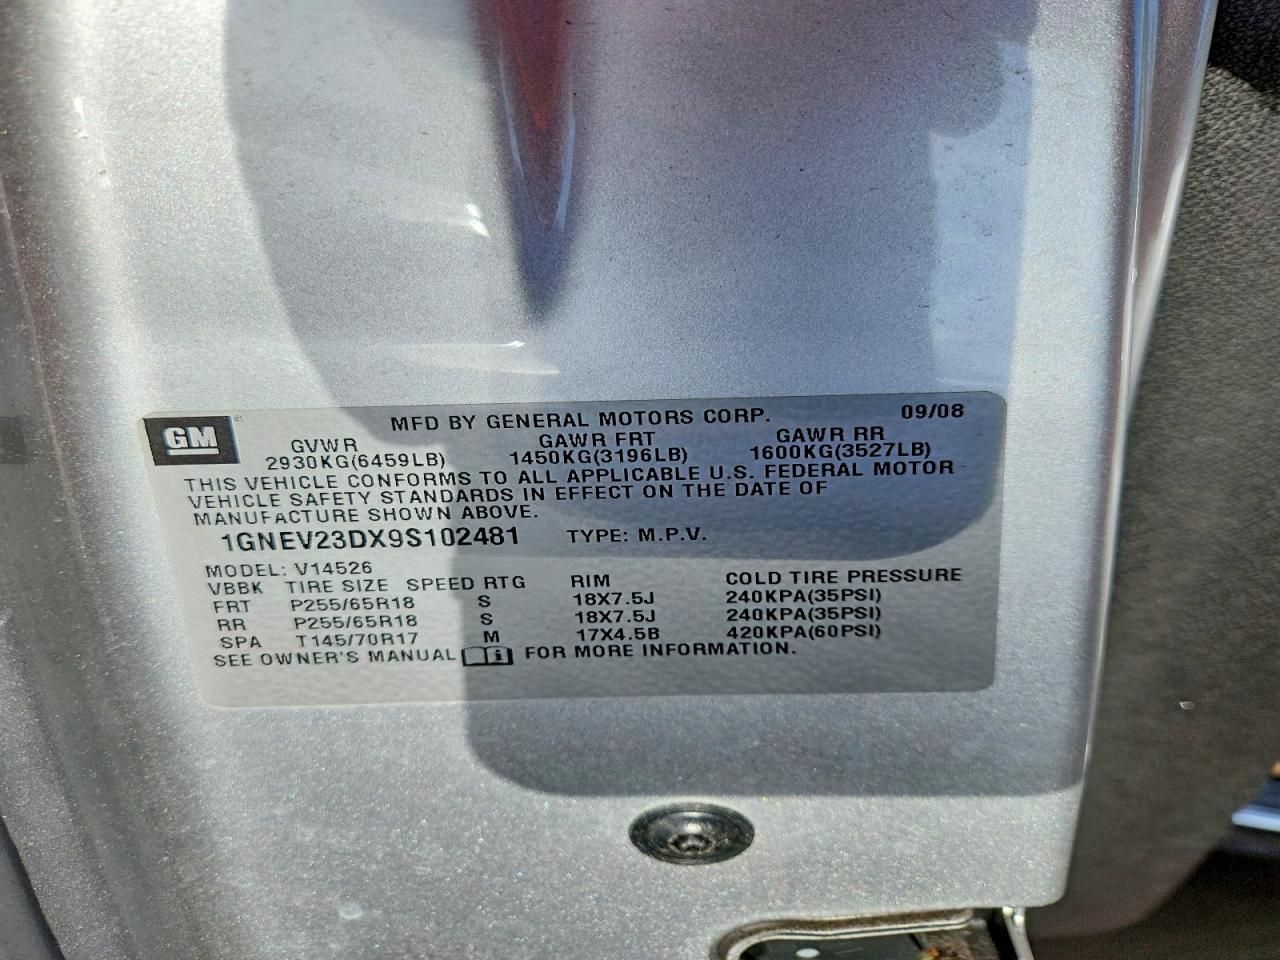 GM
MFD BY GENERAL MOTORS CORP. 09/08
GVWR GAWR FRT GAWR RR
2930KG(6459LB) 1450KG(3196LB) 1600KG(3527LB)
THIS VEHICLE CONFORMS TO ALL APPLICABLE U.S. FEDERAL MOTOR
VEHICLE SAFETY STANDARDS IN EFFECT ON THE DATE OF
MANUFACTURE SHOWN ABOVE.
1GNEV23DX9S102481 TYPE: M.P.V.
MODEL: V14526
VBBK TIRE SIZE SPEED RTG RIM COLD TIRE PRESSURE
FRT P255/65R18 S 18X7.5J 240KPA(35PSI)
RR P255/65R18 S 18X7.5J 240KPA(35PSI)
SPA T145/70R17 M 17X4.5B 420KPA(60PSI)
SEE OWNER'S MANUAL FOR MORE INFORMATION.